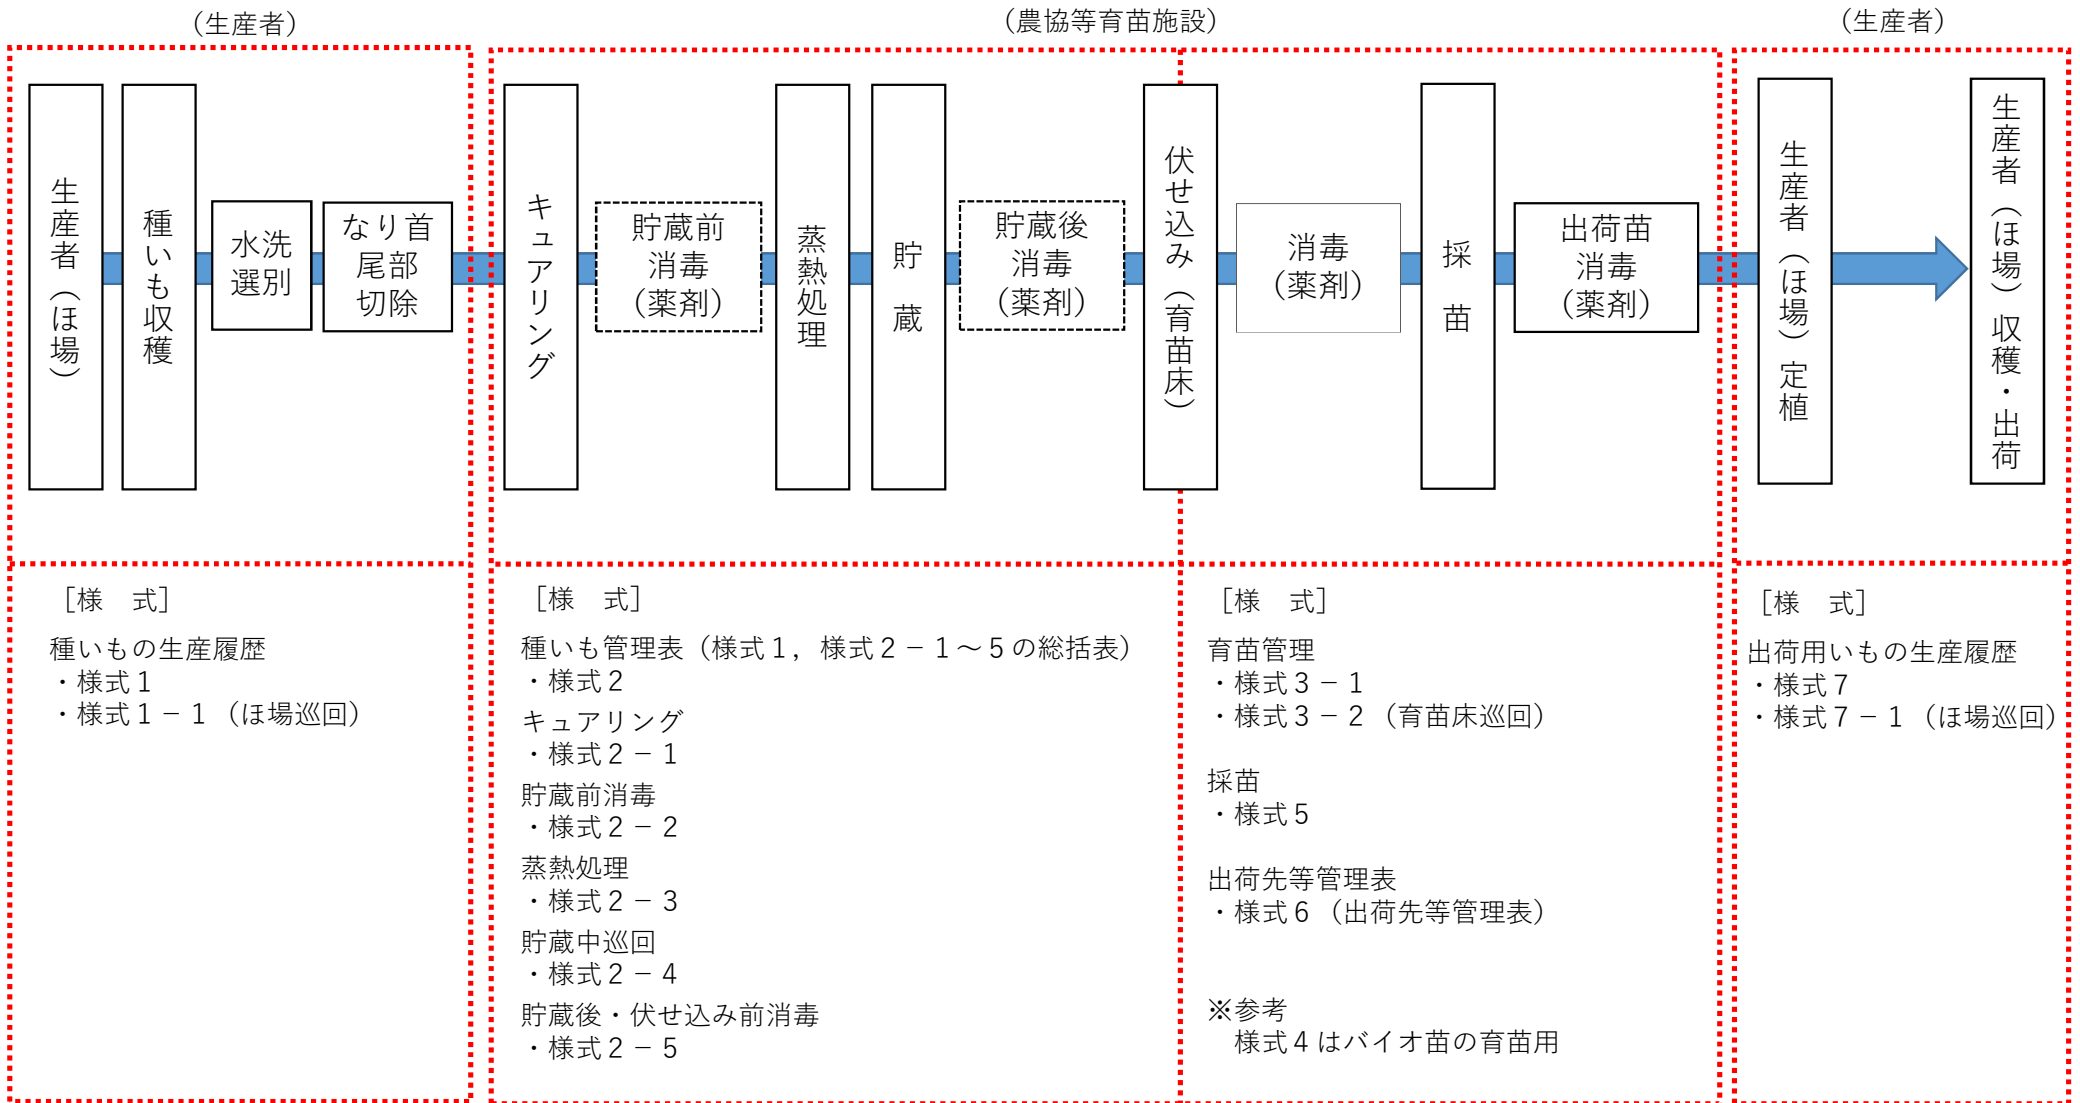 （生産者）
（農協等育苗施設）
（生産者）
生産者（ほ場）
種いも収穫
水洗
選別
なり首
尾部
切除
キュアリング
貯蔵前
消毒
（薬剤）
蒸熱処理
貯　蔵
貯蔵後
消毒
（薬剤）
伏せ込み（育苗床）
消毒
（薬剤）
採　苗
出荷苗
消毒
（薬剤）
生産者（ほ場）定植
生産者（ほ場）収穫・出荷
［様　式］
種いもの生産履歴
・様式１
・様式１－１（ほ場巡回）
［様　式］
種いも管理表（様式１，様式２－１～５の総括表）
・様式２
キュアリング
・様式２－１
貯蔵前消毒
・様式２－２
蒸熱処理
・様式２－３
貯蔵中巡回
・様式２－４
貯蔵後・伏せ込み前消毒
・様式２－５
［様　式］
育苗管理
・様式３－１
・様式３－２（育苗床巡回）
採苗
・様式５
出荷先等管理表
・様式６（出荷先等管理表）
※参考
様式４はバイオ苗の育苗用
［様　式］
出荷用いもの生産履歴
・様式７
・様式７－１（ほ場巡回）